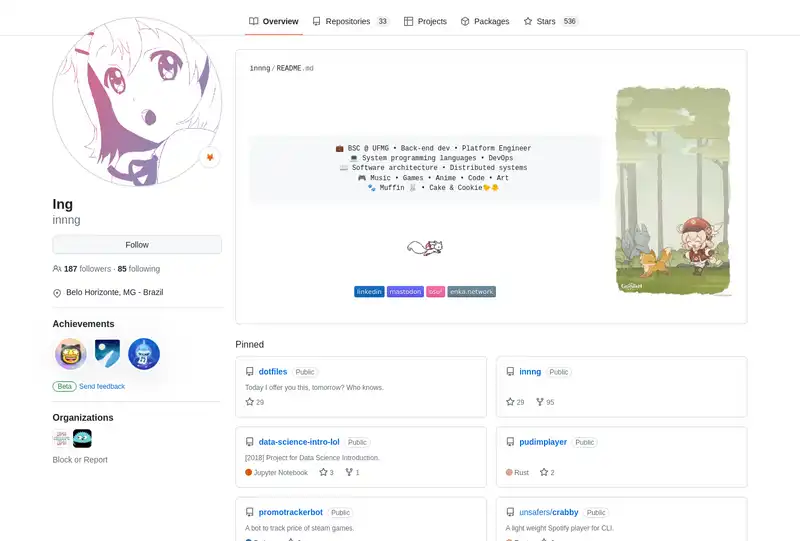 Overview
Repositories 33
Projects
Packages
Stars 536
innng/README.md
💼 BSC @ UFMG • Back-end dev • Platform Engineer
💻 System programming languages • DevOps
📖 Software architecture • Distributed systems
🎮 Music • Games • Anime • Code • Art
🐾 Muffin 🐰 • Cake & Cookie🐤🐥
linkedin mastodon enka.network
Genshin
Ing
innng
Follow
187 followers · 85 following
Belo Horizonte, MG - Brazil
Achievements
Beta Send feedback
Organizations
Block or Report
Pinned
dotfiles Public
Today I offer you this, tomorrow? Who knows.
29
innng Public
29 95
data-science-intro-lol Public
[2018] Project for Data Science Introduction.
Jupyter Notebook 3 1
pudimplayer Public
Rust 2
promotrackerbot Public
A bot to track price of steam games.
unsafers/crabby Public
A light weight Spotify player for CLI.